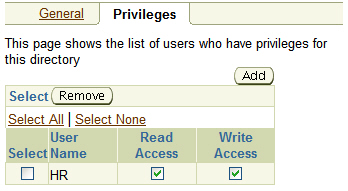 General Privileges
This page shows the list of users who have privileges for
this directory
Add
Select Remove
Select All | Select None
Select User Name Read Access Write Access
HR